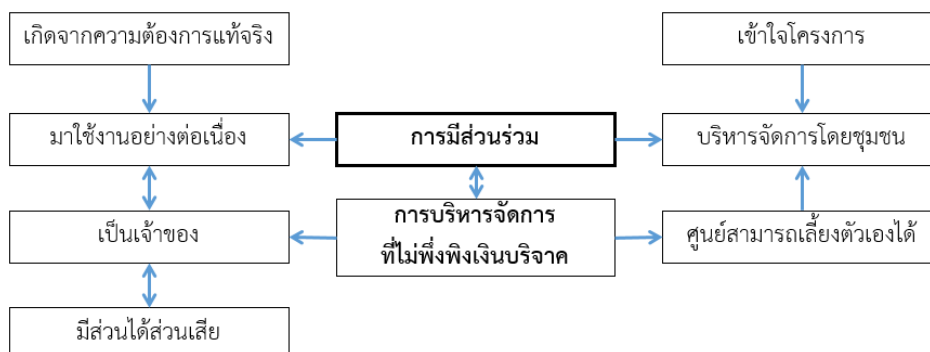 เกิดจากความต้องการแท้จริง
เข้าใจโครงการ
มาใช้งานอย่างต่อเนื่อง
การมีส่วนร่วม
บริหารจัดการโดยชุมชน
เป็นเจ้าของ
การบริหารจัดการ
ที่ไม่พึ่งพิงเงินบริจาค
ศูนย์สามารถเลี้ยงตัวเองได้
มีส่วนได้ส่วนเสีย